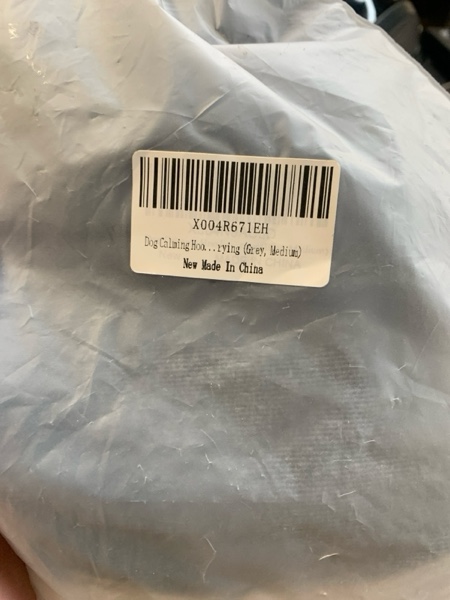 X004R671EH
Dog Calming Hoo...rying (Grey, Medium)
New Made In China